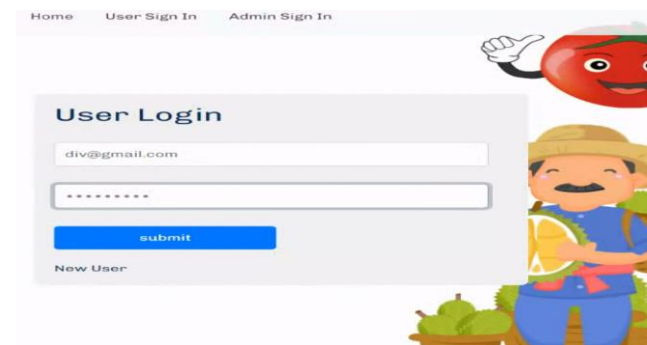 Home User Sign In Admin Sign In
User Login
div@gmail.com
•••••••••
submit
New User